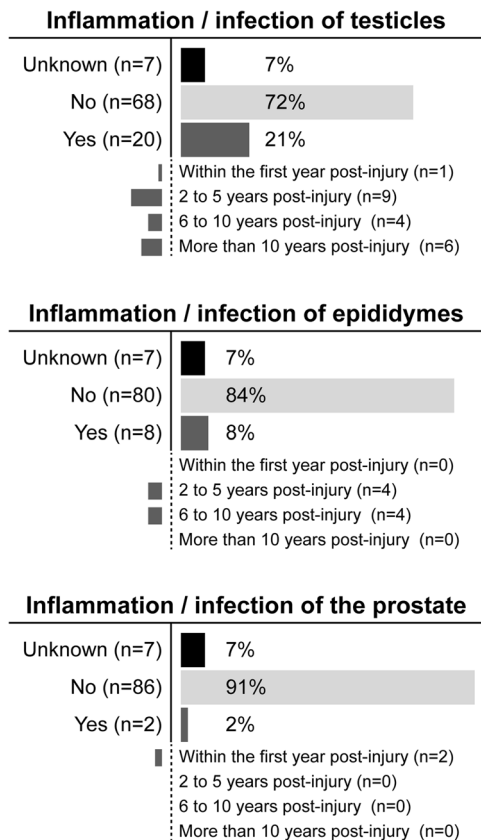 Inflammation / infection of testicles
Unknown (n=7) 7%
No (n=68) 72%
Yes (n=20) 21%
Within the first year post-injury (n=1)
2 to 5 years post-injury (n=9)
6 to 10 years post-injury (n=4)
More than 10 years post-injury (n=6)
Inflammation / infection of epididymes
Unknown (n=7) 7%
No (n=80) 84%
Yes (n=8) 8%
Within the first year post-injury (n=0)
2 to 5 years post-injury (n=4)
6 to 10 years post-injury (n=4)
More than 10 years post-injury (n=0)
Inflammation / infection of the prostate
Unknown (n=7) 7%
No (n=86) 91%
Yes (n=2) 2%
Within the first year post-injury (n=2)
2 to 5 years post-injury (n=0)
6 to 10 years post-injury (n=0)
More than 10 years post-injury (n=0)